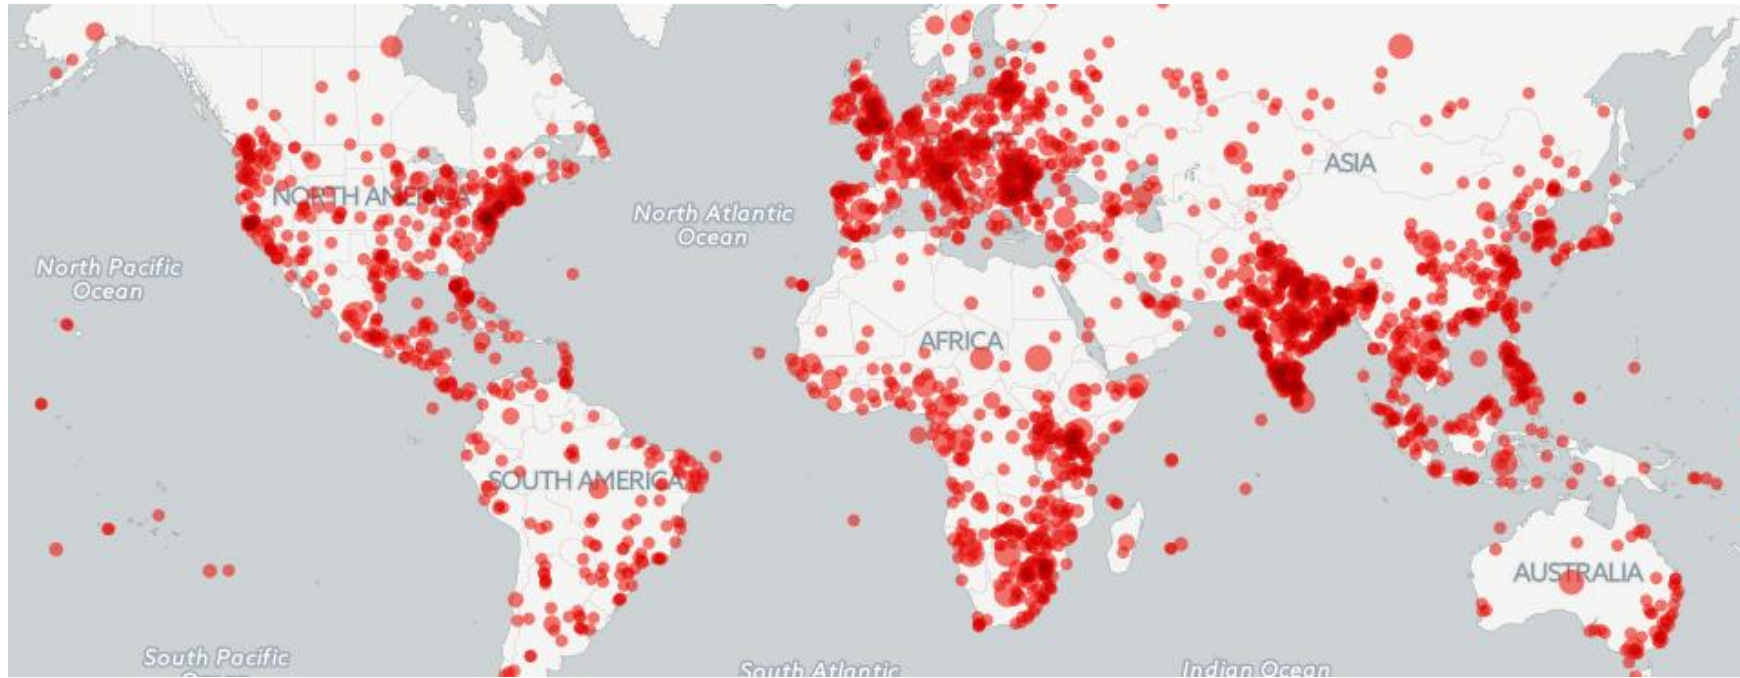 ASIA
NORTH AMERICA
North Atlantic
Ocean
North Pacific
Ocean
AFRICA
SOUTH AMERICA
AUSTRALIA
South Pacific
South Atlantic
Indian Ocean